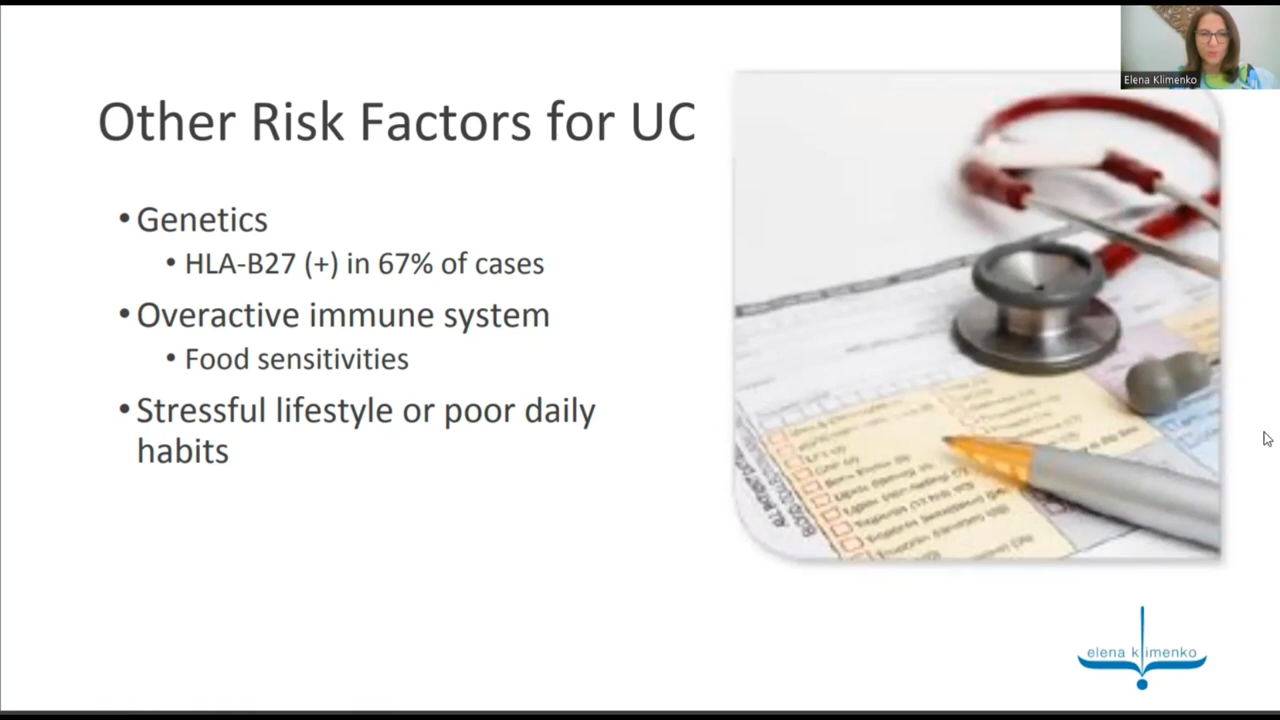 Elena Klimenko
Other Risk Factors for UC
• Genetics
• HLA-B27 (+) in 67% of cases
• Overactive immune system
• Food sensitivities
• Stressful lifestyle or poor daily
habits
elena klimenko